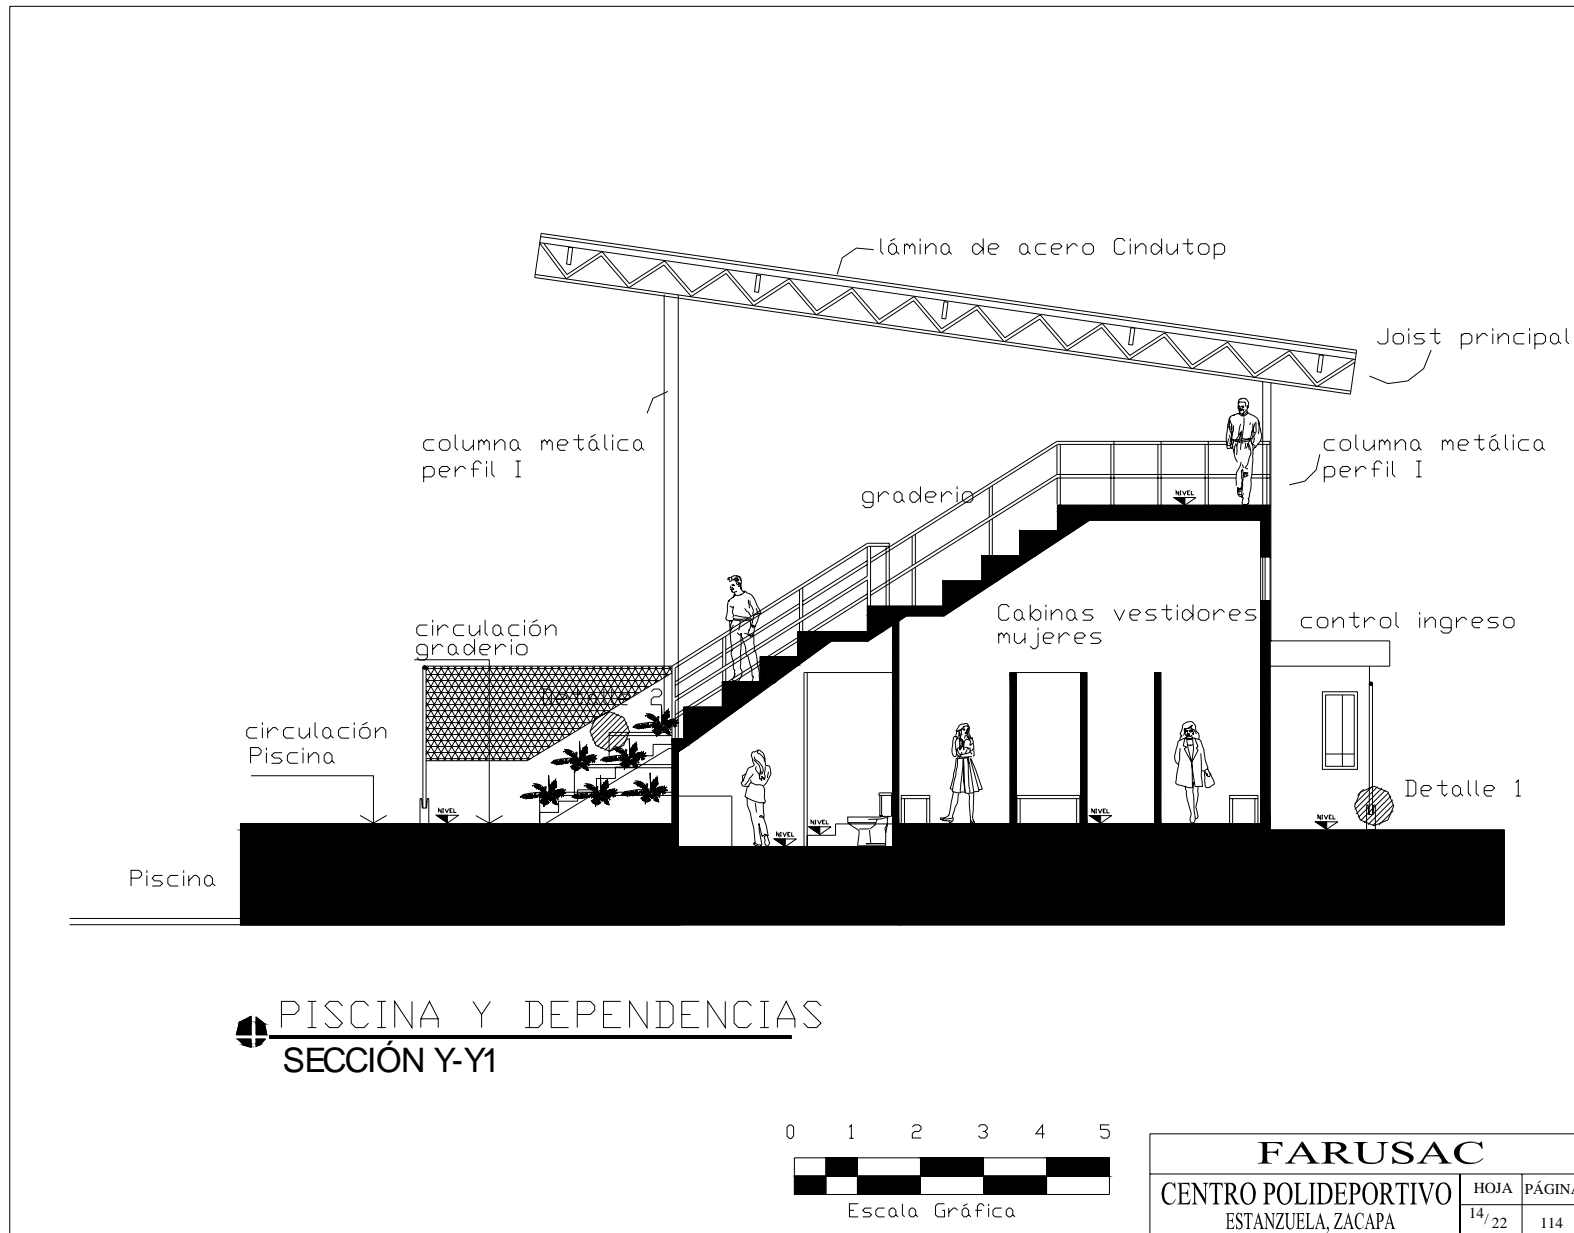 lámina de acero Cindutop
Joist principal
columna metálica
perfil I
columna metálica
perfil I
graderio
NIVEL
Cabinas vestidores
mujeres
control ingreso
circulación
graderio
Detalle 2
circulación
Piscina
Detalle 1
NIVEL
NIVEL
NIVEL
NIVEL
NIVEL
Piscina
PISCINA Y DEPENDENCIAS
SECCIÓN Y-Y1
0 1 2 3 4 5
Escala Gráfica
FARUSAC
CENTRO POLIDEPORTIVO
ESTANZUELA, ZACAPA
HOJA PÁGINA
14/22 114